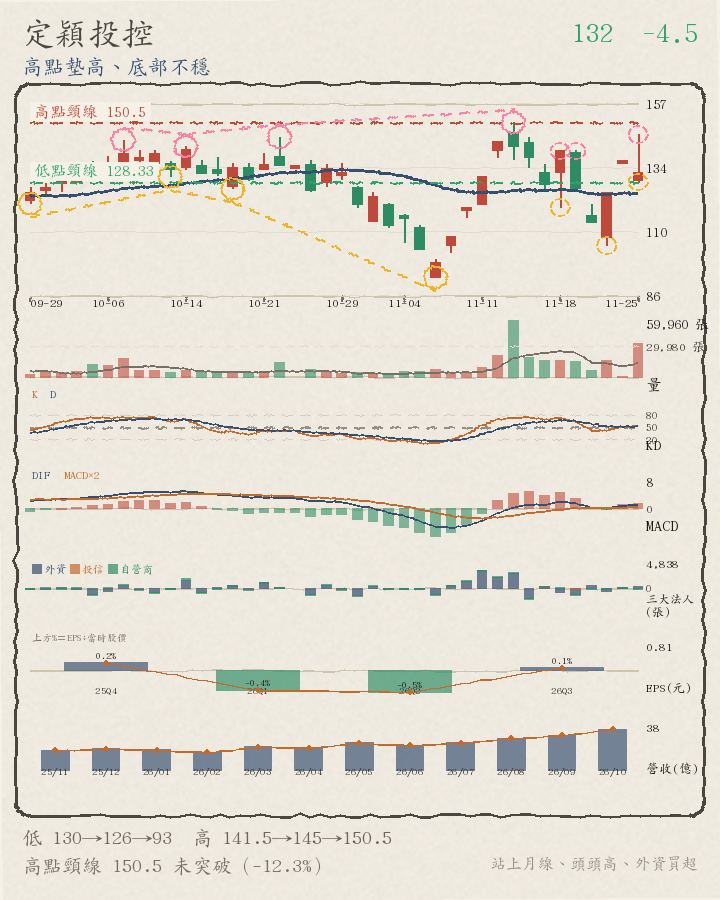 定穎投控
132 -4.5
高點墊高、底部不穩
高點頸線 150.5
157
134
低點頸線 128.33
110
86
09-29 10-06 10-14 10-21 10-29 11-04 11-11 11-18 11-25
59,960 張
29,980 張
量
K D
80
50
20
KD
DIF MACD×2
8
0
MACD
外資 投信 自營商
4,838
0
三大法人
(張)
上方%=EPS÷當時股價
0.81
0.2% -0.4% -0.5% 0.1%
25Q4 26Q1 26Q2 26Q3
EPS(元)
38
25/11 25/12 26/01 26/02 26/03 26/04 26/05 26/06 26/07 26/08 26/09 26/10
營收(億)
低 130→126→93 高 141.5→145→150.5
高點頸線 150.5 未突破 (-12.3%)
站上月線、頭頭高、外資買超